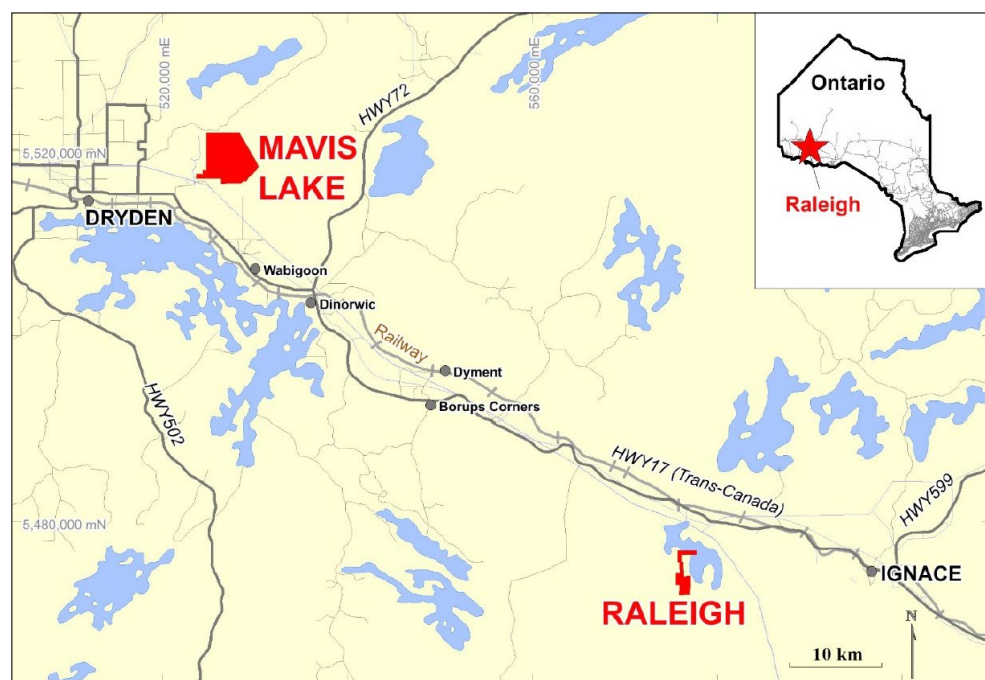 520,000 mE
560,000 mE
HWY72
Ontario
Raleigh
5,520,000 mN
MAVIS
LAKE
DRYDEN
Wabigoon
Dinorwic
Railway
Dyment
Borups Corners
HWY502
HWY17 (Trans-Canada)
HWY599
5,480,000 mN
IGNACE
RALEIGH
N
10 km